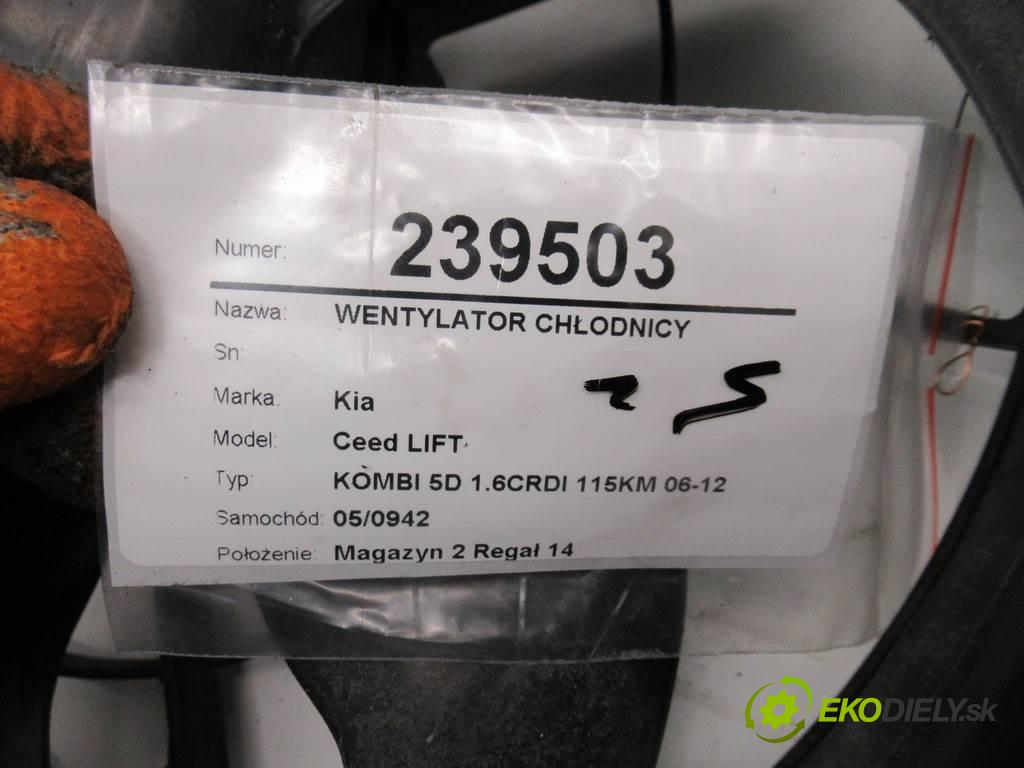 Numer: 239503
Nazwa: WENTYLATOR CHŁODNICY
Sn:
Marka: Kia
Model: Ceed LIFT
Typ: KOMBI 5D 1.6CRDI 115KM 06-12
Samochód: 05/0942
Położenie: Magazyn 2 Regał 14
EKODIELY.sk